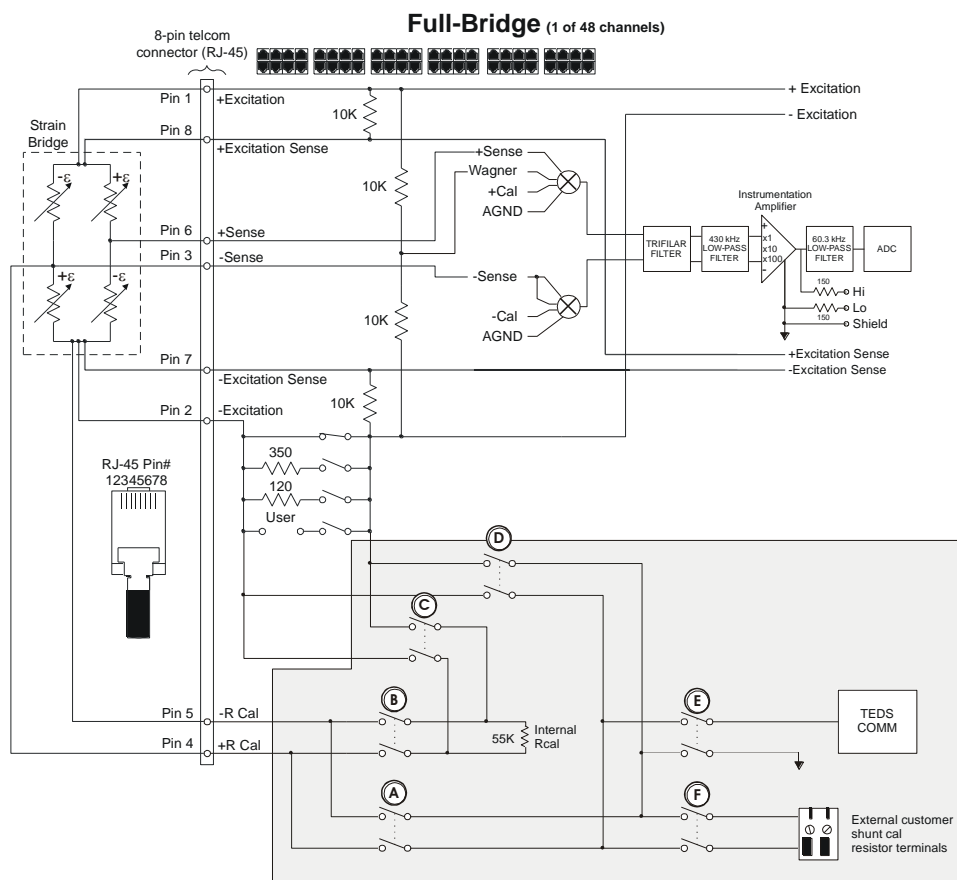 Full-Bridge (1 of 48 channels)
8-pin telcom
connector (RJ-45)
Pin 1
+Excitation
+ Excitation
- Excitation
10K
Pin 8
+Excitation Sense
Strain
Bridge
-ε
+ε
10K
+Sense
Wagner
+Cal
AGND
Instrumentation
Amplifier
Pin 6
+Sense
Pin 3
-Sense
+ε
-ε
-Sense
-Cal
AGND
TRIFILAR
FILTER
430 kHz
LOW-PASS
FILTER
+
x1
x10
x100
-
60.3 kHz
LOW-PASS
FILTER
ADC
150
Hi
Lo
150
Shield
10K
+Excitation Sense
-Excitation Sense
Pin 7
-Excitation Sense
10K
Pin 2
-Excitation
350
120
User
RJ-45 Pin#
12345678
D
C
B
Pin 5
-R Cal
Pin 4
+R Cal
55K
Internal
Rcal
E
TEDS
COMM
A
F
External customer
shunt cal
resistor terminals